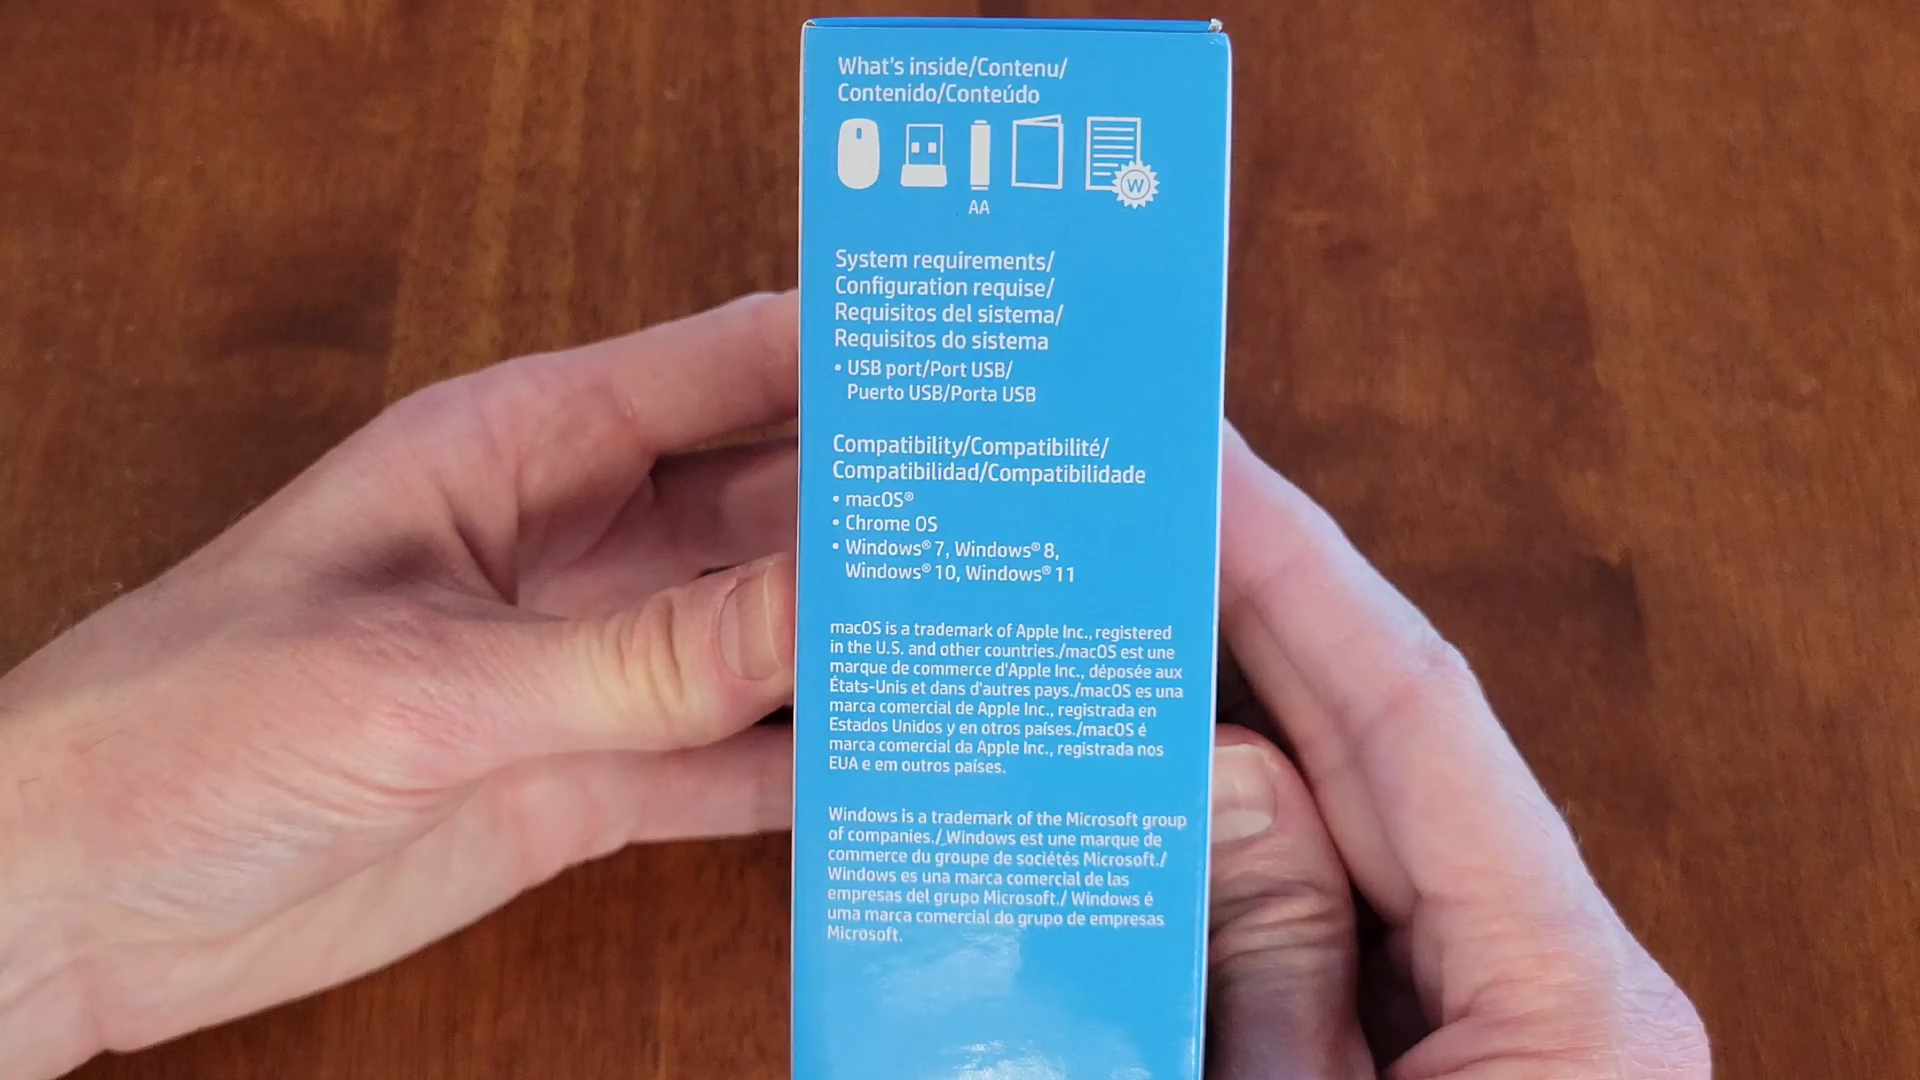 What's inside/Contenu/
Contenido/Conteúdo
W
AA
System requirements/
Configuration requise/
Requisitos del sistema/
Requisitos do sistema
• USB port/Port USB/
Puerto USB/Porta USB
Compatibility/Compatibilité/
Compatibilidad/Compatibilidade
• macOS®
• Chrome OS
• Windows® 7, Windows® 8,
Windows® 10, Windows® 11
macOS is a trademark of Apple Inc., registered
in the U.S. and other countries./macOS est une
marque de commerce d'Apple Inc., déposée aux
États-Unis et dans d'autres pays./macOS es una
marca comercial de Apple Inc., registrada en
Estados Unidos y en otros países./macOS é
marca comercial da Apple Inc., registrada nos
EUA e em outros países.
Windows is a trademark of the Microsoft group
of companies./ Windows est une marque de
commerce du groupe de sociétés Microsoft./
Windows es una marca comercial de las
empresas del grupo Microsoft./ Windows é
uma marca comercial do grupo de empresas
Microsoft.